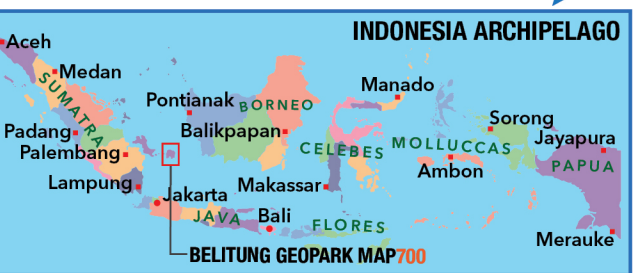 INDONESIA ARCHIPELAGO
Aceh
Medan
SUMATRA
Padang
Palembang
Lampung
Pontianak
BORNEO
Balikpapan
Manado
CELEBES
Makassar
MOLLUCCAS
Ambon
Sorong
Jayapura
PAPUA
Merauke
Jakarta
JAVA
Bali
FLORES
BELITUNG GEOPARK MAP700